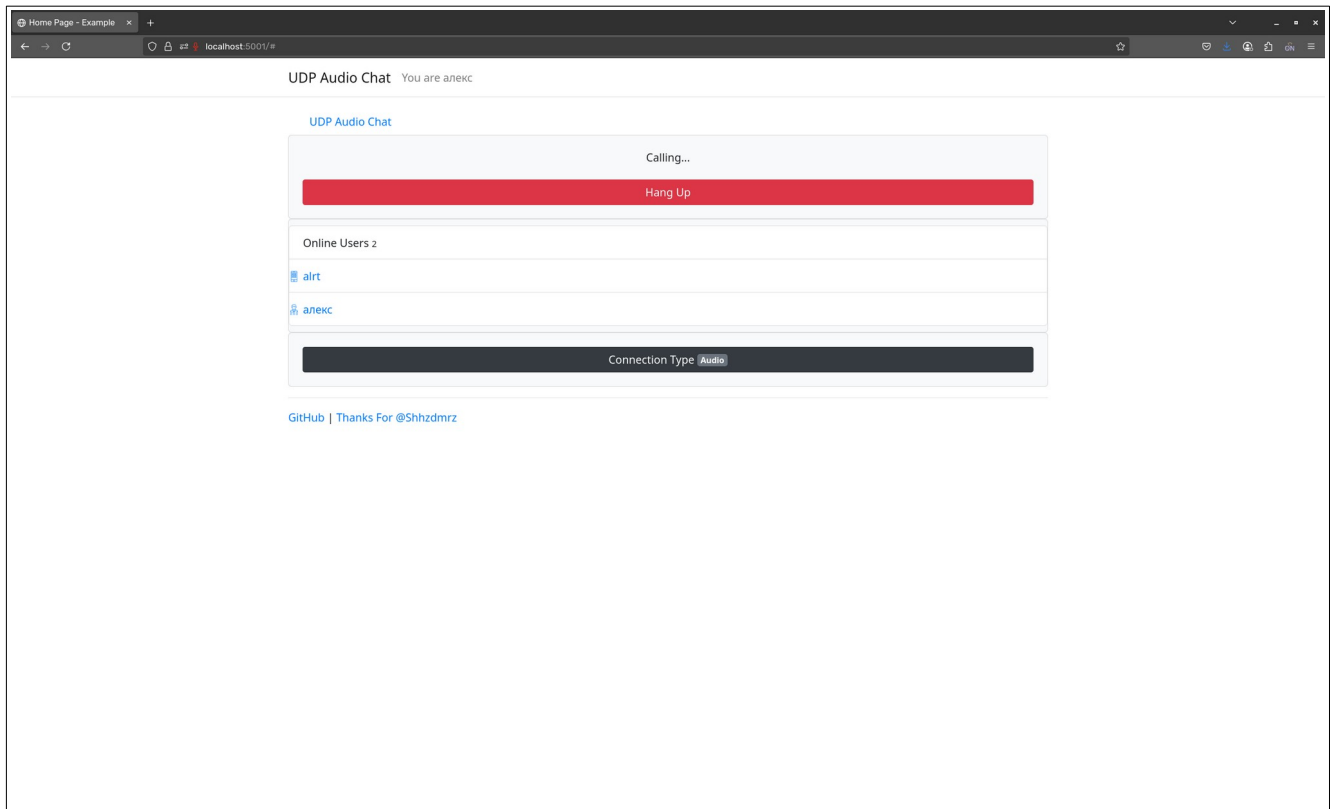 Home Page – Example
localhost:5001/#
UDP Audio Chat You are алекс
UDP Audio Chat
Calling...
Hang Up
Online Users 2
alrt
алекс
Connection Type Audio
GitHub | Thanks For @Shhzdmrz